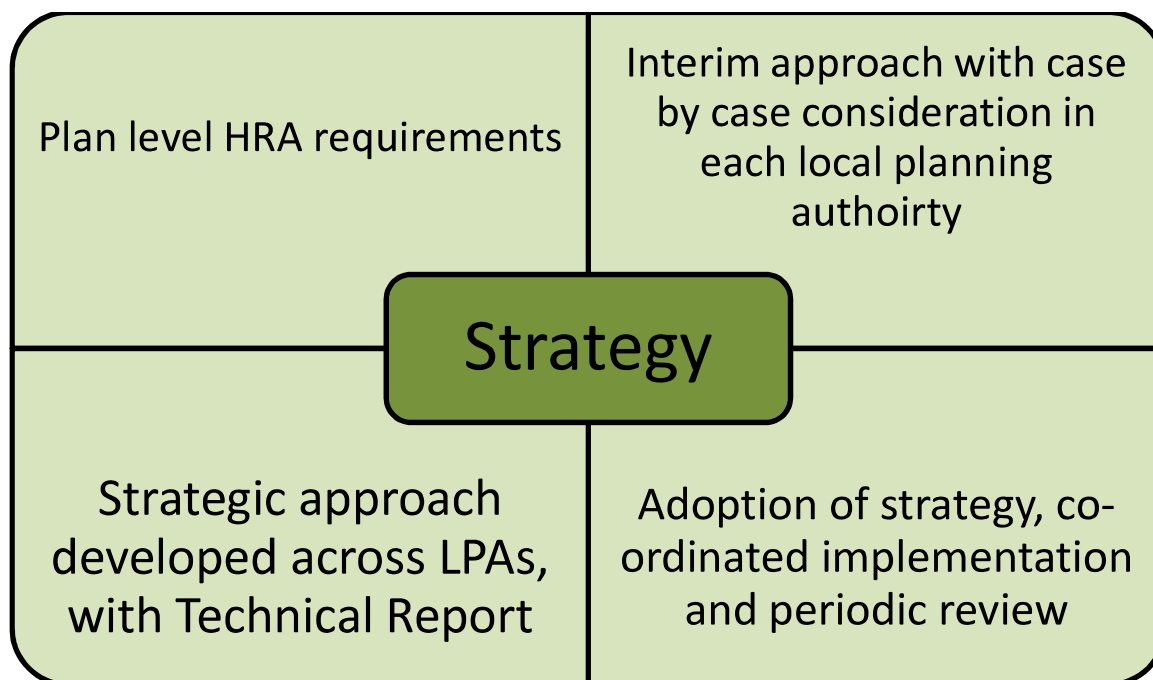 Plan level HRA requirements
Interim approach with case
by case consideration in
each local planning
authoirty
Strategy
Strategic approach
developed across LPAs,
with Technical Report
Adoption of strategy, co-
ordinated implementation
and periodic review